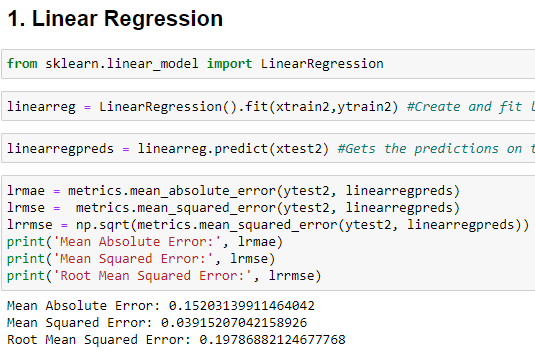 1. Linear Regression
from sklearn.linear_model import LinearRegression
linearreg = LinearRegression().fit(xtrain2,ytrain2) #Create and fit
linearregpreds = linearreg.predict(xtest2) #Gets the predictions on
lrmae = metrics.mean_absolute_error(ytest2, linearregpreds)
lrmse =  metrics.mean_squared_error(ytest2, linearregpreds)
lrrmse = np.sqrt(metrics.mean_squared_error(ytest2, linearregpreds))
print('Mean Absolute Error:', lrmae)
print('Mean Squared Error:', lrmse)
print('Root Mean Squared Error:', lrrmse)
Mean Absolute Error: 0.15203139911464042
Mean Squared Error: 0.03915207042158926
Root Mean Squared Error: 0.19786882124677768